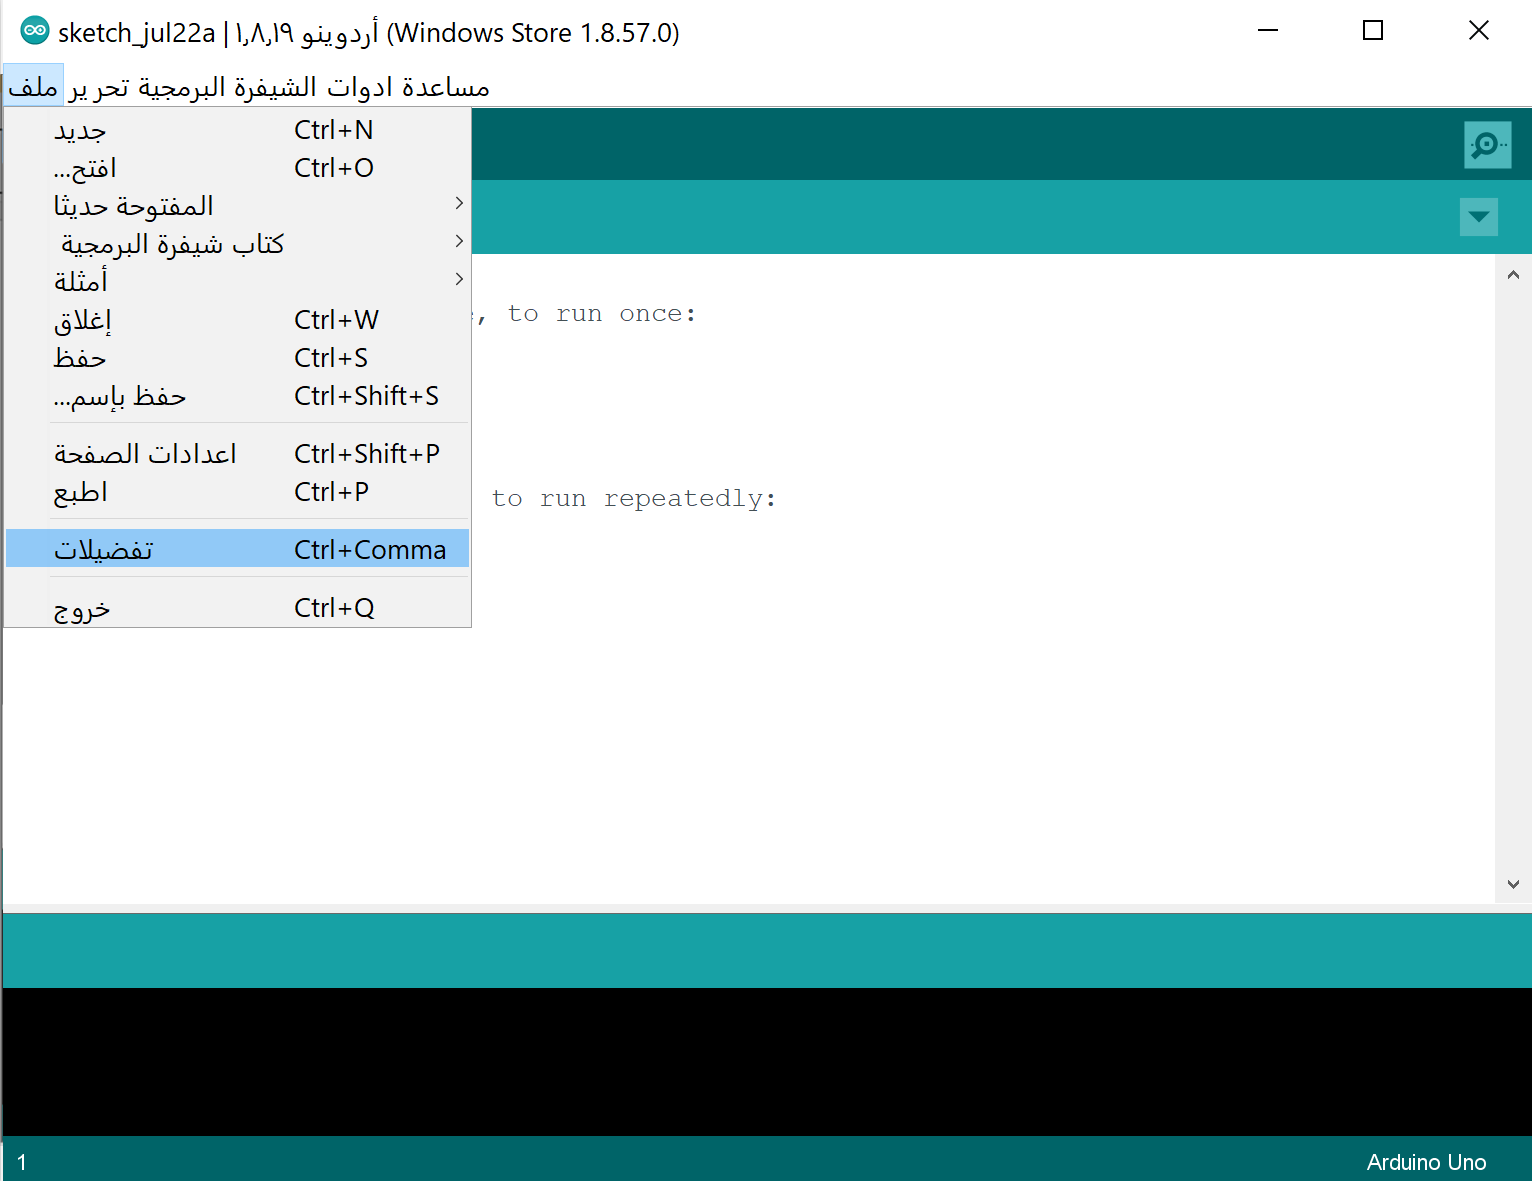 sketch_jul22a | أردوينو ١٫٨٫١٩ (Windows Store 1.8.57.0)
ملف تحرير الشيفرة البرمجية ادوات مساعدة
جديد Ctrl+N
افتح... Ctrl+O
المفتوحة حديثا
كتاب شيفرة البرمجية
أمثلة
إغلاق Ctrl+W
حفظ Ctrl+S
حفظ بإسم... Ctrl+Shift+S
اعدادات الصفحة Ctrl+Shift+P
اطبع Ctrl+P
تفضيلات Ctrl+Comma
خروج Ctrl+Q
, to run once:
to run repeatedly:
1
Arduino Uno